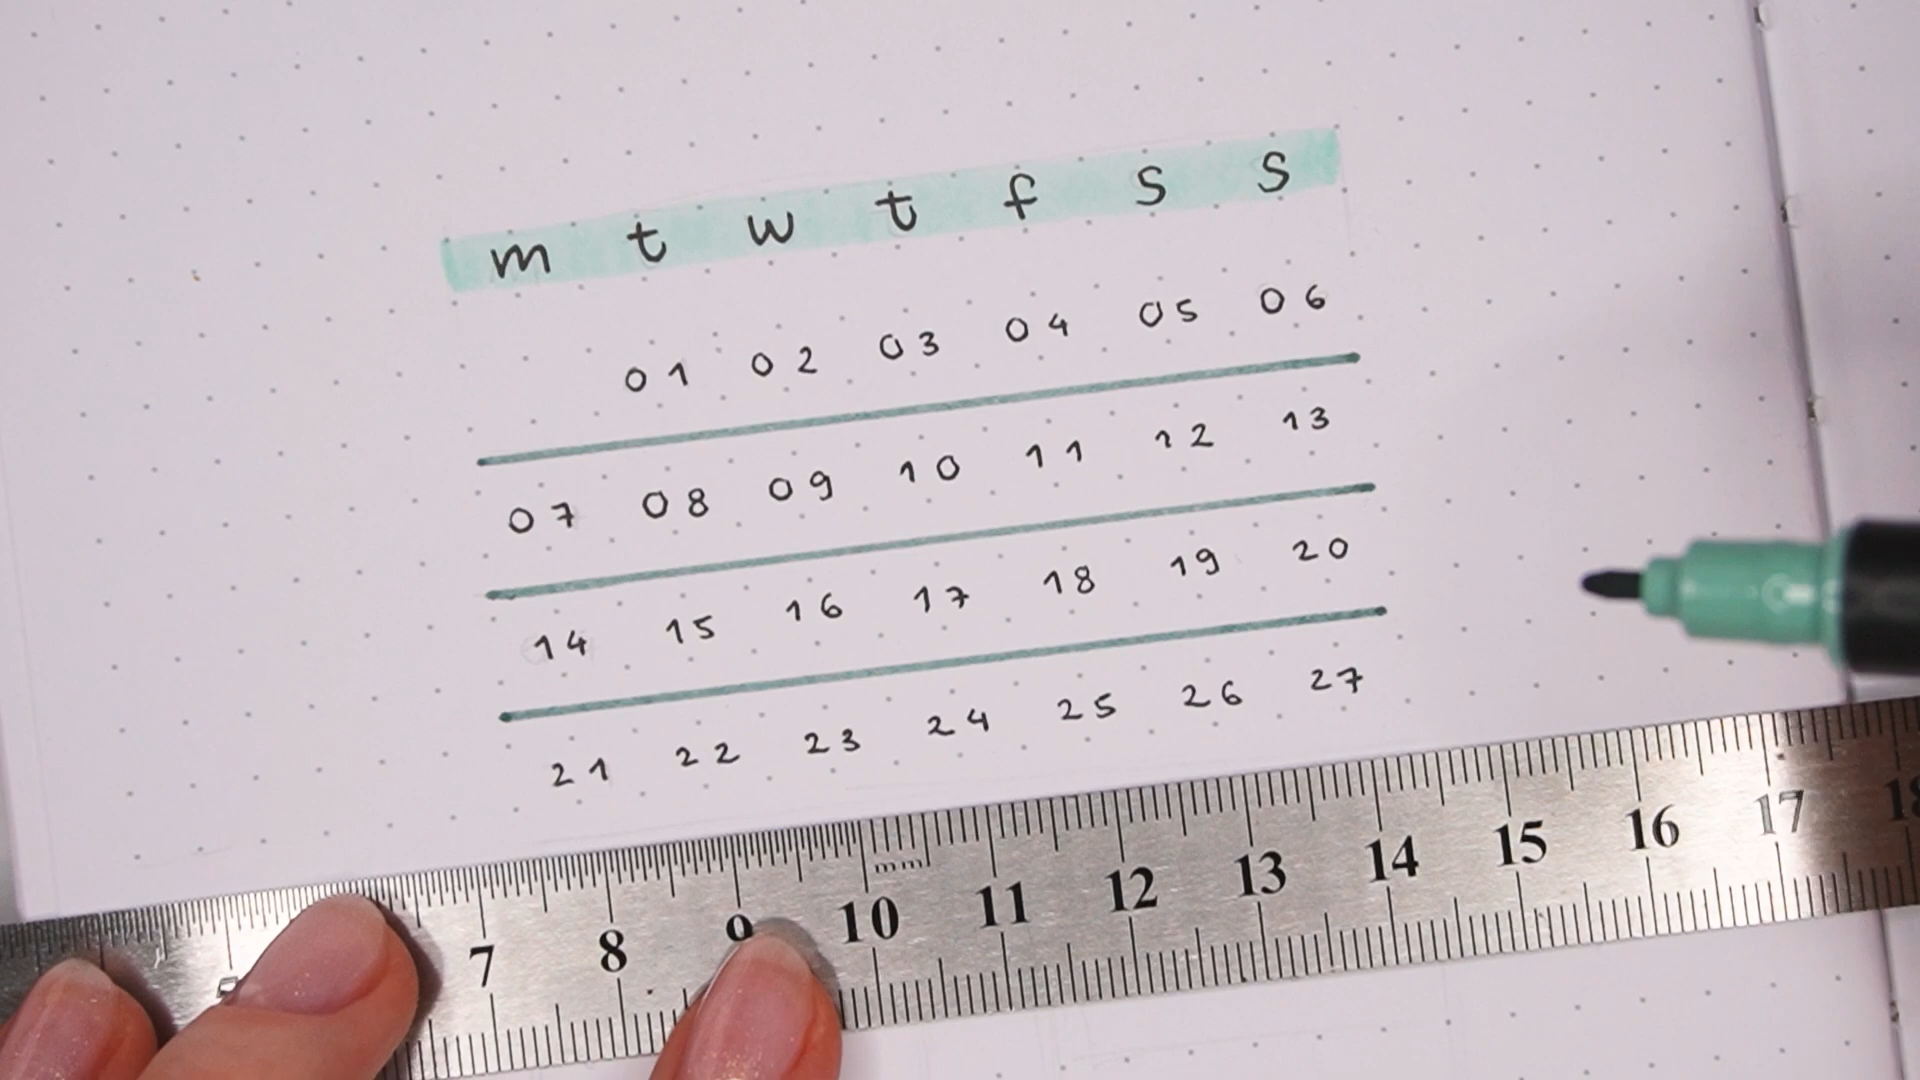 m t w t f s s
01 02 03 04 05 06
07 08 09 10 11 12 13
14 15 16 17 18 19 20
21 22 23 24 25 26 27
mm
7 8 9 10 11 12 13 14 15 16 17 18